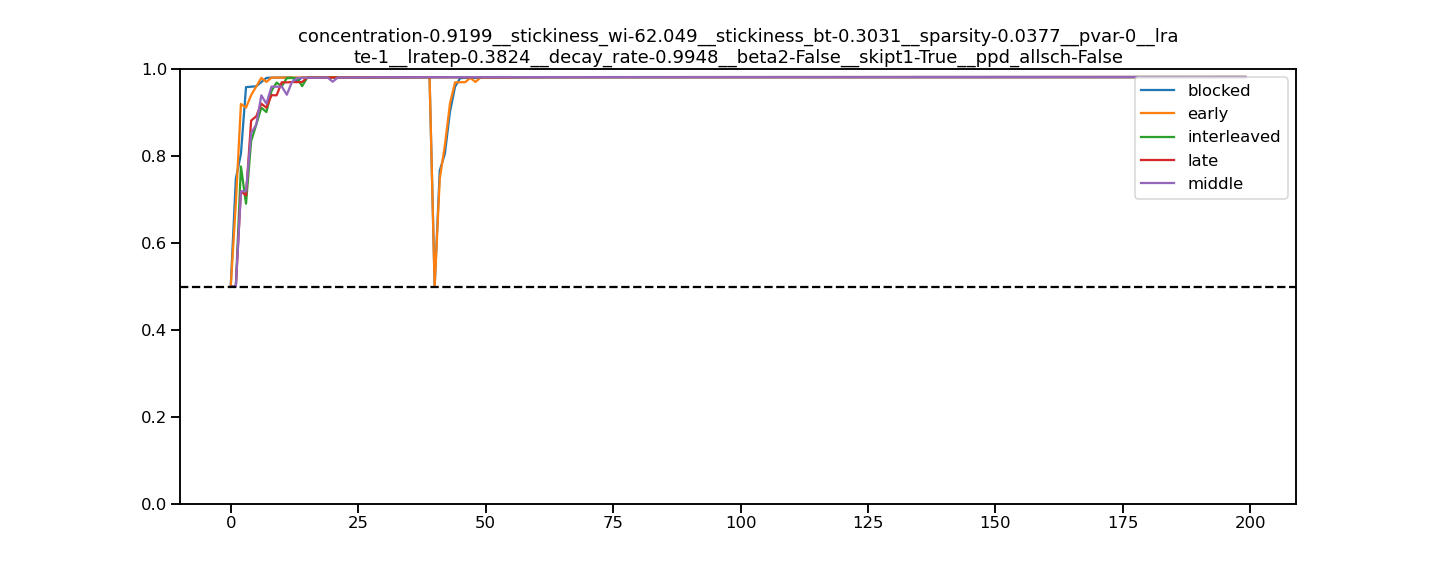 concentration-0.9199__stickiness_wi-62.049__stickiness_bt-0.3031__sparsity-0.0377__pvar-0__lra
te-1__lratep-0.3824__decay_rate-0.9948__beta2-False__skipt1-True__ppd_allsch-False
1.0
0.8
0.6
0.4
0.2
0.0
blocked
early
interleaved
late
middle
0 25 50 75 100 125 150 175 200